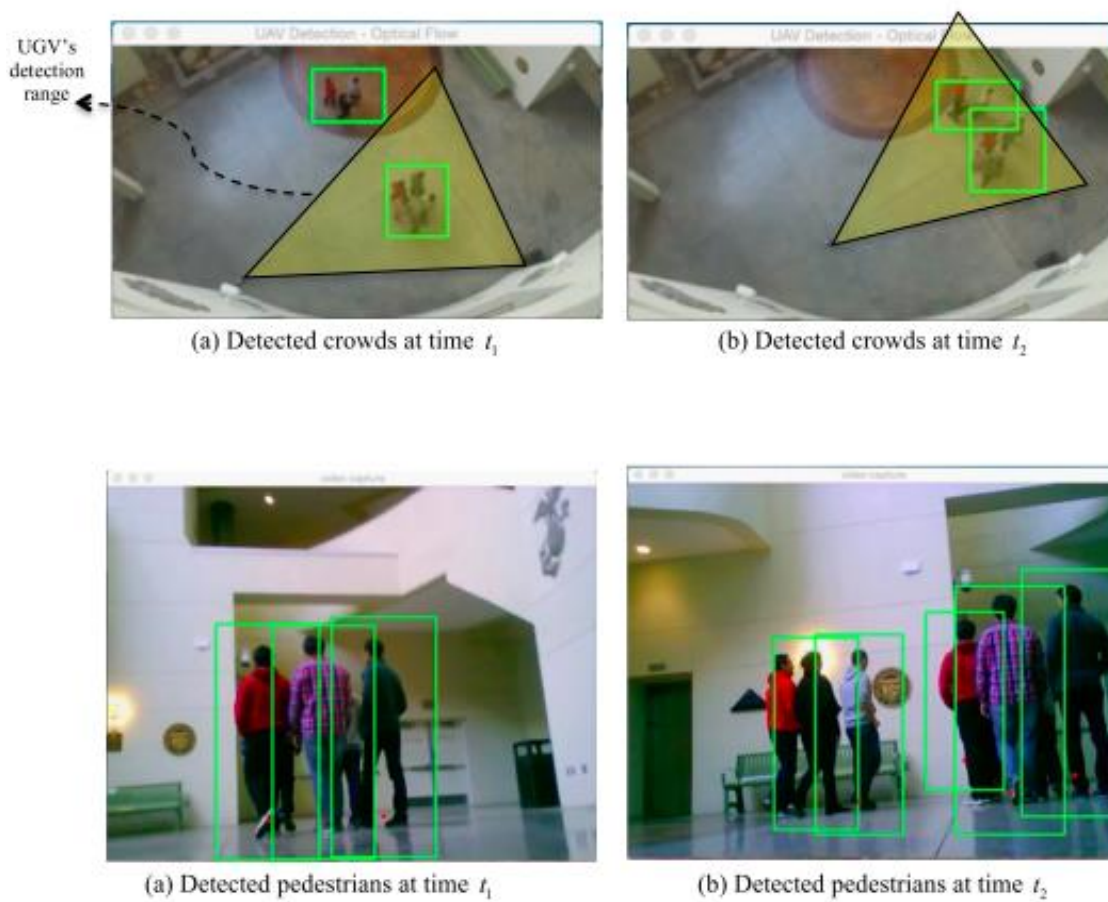 UGV's
detection
range
UAV Detection - Optical Flow
UAV Detection - Optical Flow
(a) Detected crowds at time t₁
(b) Detected crowds at time t₂
video capture
video capture
(a) Detected pedestrians at time t₁
(b) Detected pedestrians at time t₂